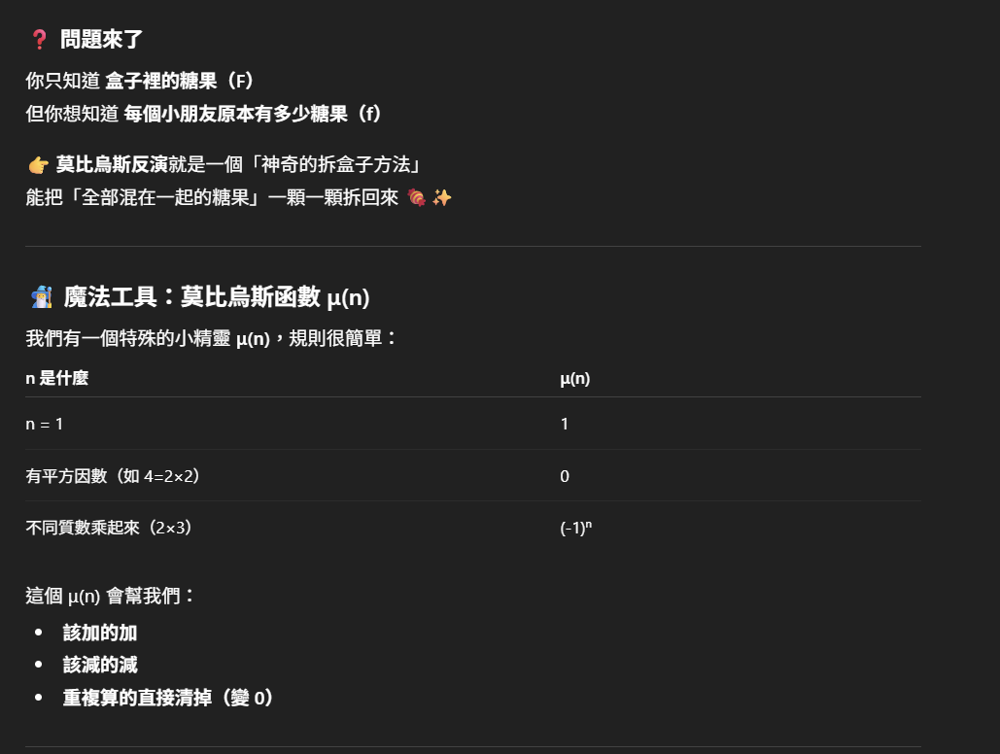 ❓ 問題來了
你只知道 盒子裡的糖果（F）
但你想知道 每個小朋友原本有多少糖果（f）
👉 莫比烏斯反演就是一個「神奇的拆盒子方法」
能把「全部混在一起的糖果」一顆一顆拆回來 🍬✨
🧙‍♂️ 魔法工具：莫比烏斯函數 μ(n)
我們有一個特殊的小精靈 μ(n)，規則很簡單：
n 是什麼 μ(n)
n = 1 1
有平方因數（如 4=2×2） 0
不同質數乘起來（2×3） (-1)ⁿ
這個 μ(n) 會幫我們：
• 該加的加
• 該減的減
• 重複算的直接清掉（變 0）